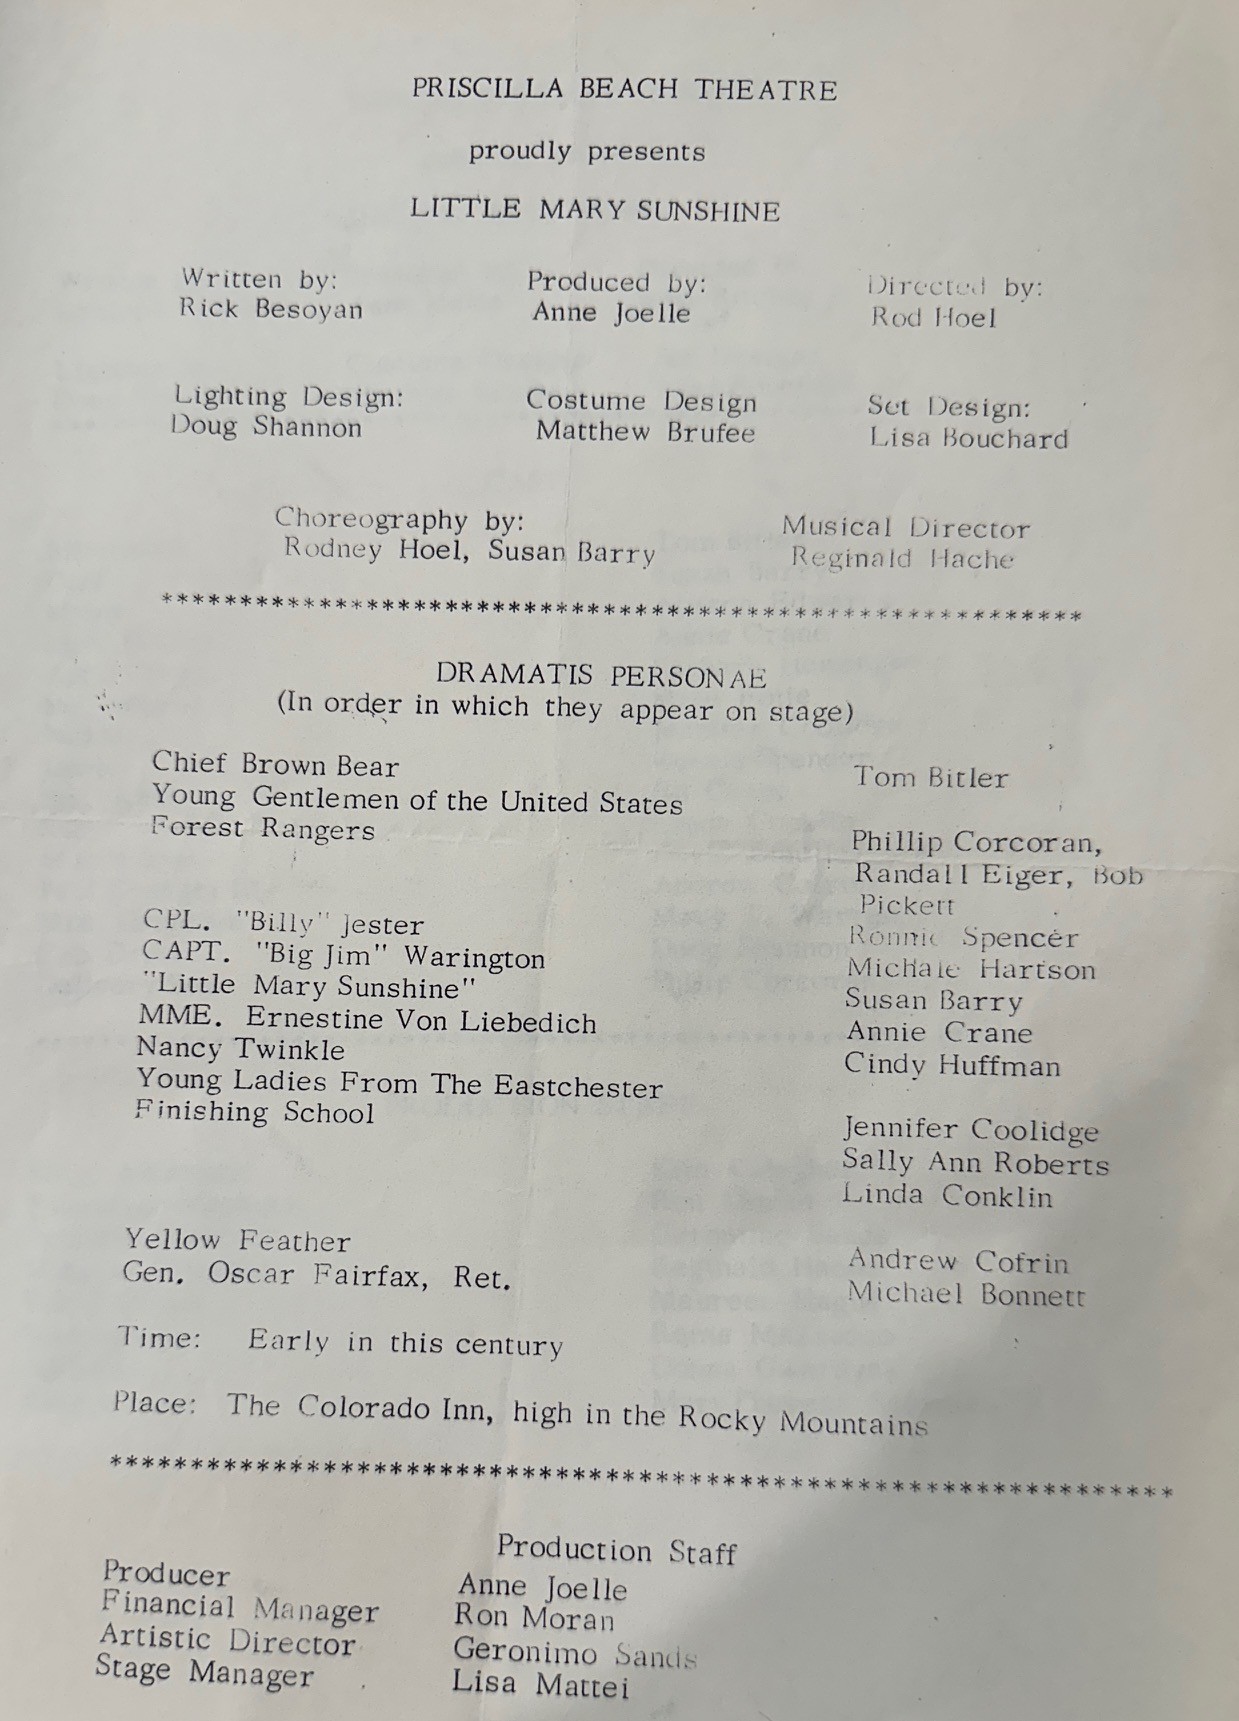 PRISCILLA BEACH THEATRE
proudly presents
LITTLE MARY SUNSHINE
Written by: Produced by: Directed by:
Rick Besoyan Anne Joelle Rod Hoel
Lighting Design: Costume Design Set Design:
Doug Shannon Matthew Brufee Lisa Bouchard
Choreography by: Musical Director
Rodney Hoel, Susan Barry Reginald Hache
***********************************************************
DRAMATIS PERSONAE
(In order in which they appear on stage)
Chief Brown Bear Tom Bitler
Young Gentlemen of the United States
Forest Rangers Phillip Corcoran,
Randall Eiger, Bob
Pickett
CPL. "Billy" Jester Ronnie Spencer
CAPT. "Big Jim" Warington Michale Hartson
"Little Mary Sunshine" Susan Barry
MME. Ernestine Von Liebedich Annie Crane
Nancy Twinkle Cindy Huffman
Young Ladies From The Eastchester
Finishing School Jennifer Coolidge
Sally Ann Roberts
Linda Conklin
Yellow Feather Andrew Cofrin
Gen. Oscar Fairfax, Ret. Michael Bonnett
Time: Early in this century
Place: The Colorado Inn, high in the Rocky Mountains
****************************************************************
Production Staff
Producer Anne Joelle
Financial Manager Ron Moran
Artistic Director Geronimo Sands
Stage Manager Lisa Mattei